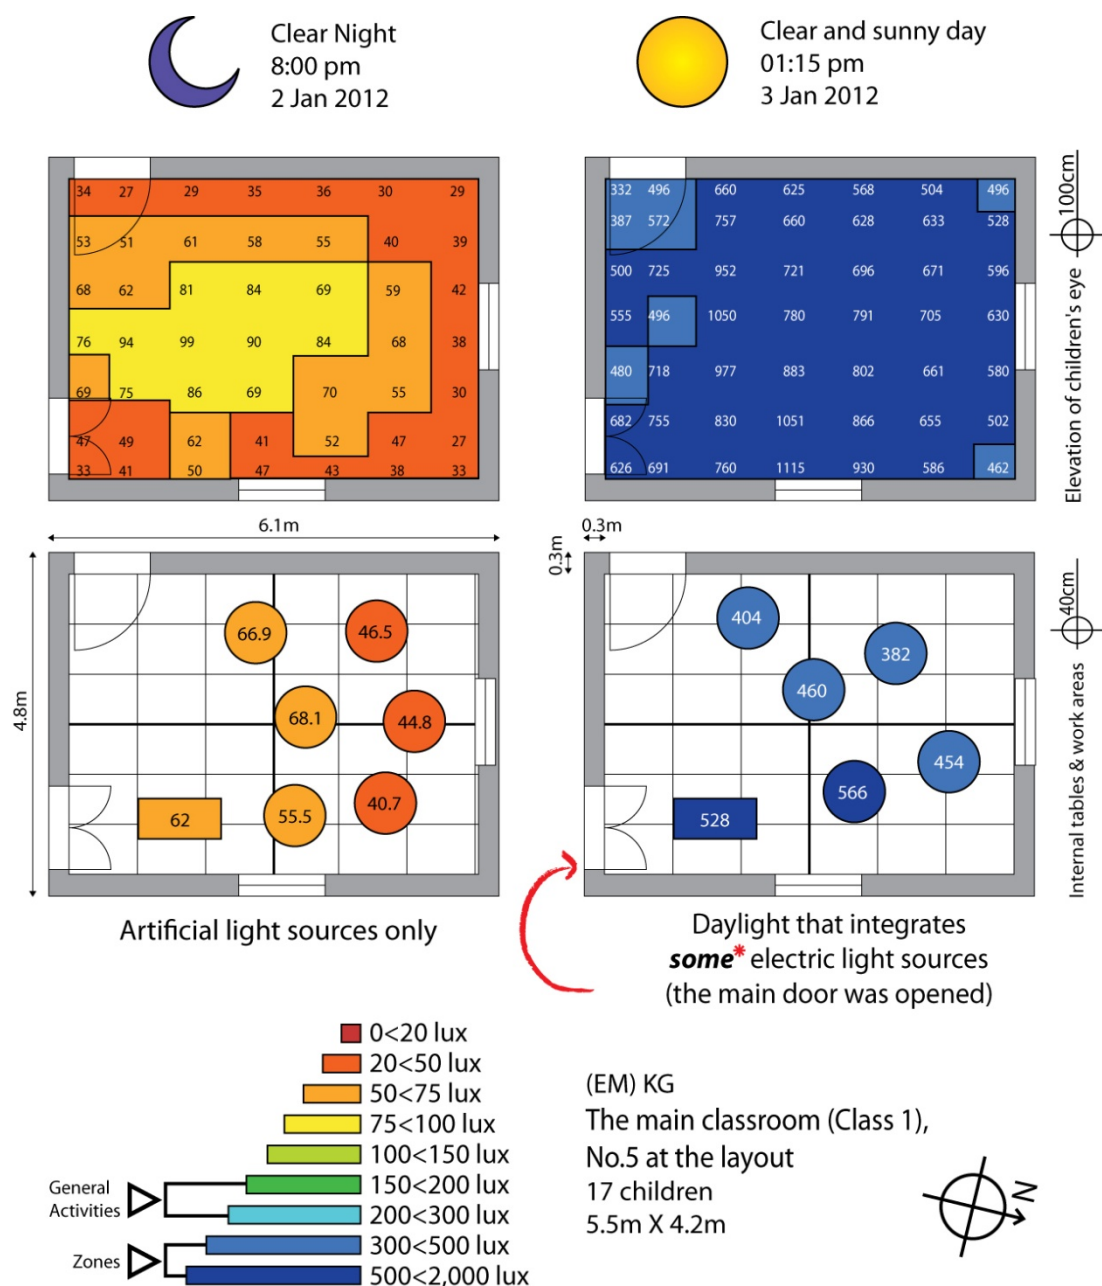 Clear Night
8:00 pm
2 Jan 2012
Clear and sunny day
01:15 pm
3 Jan 2012
34 27 29 35 36 30 29
53 51 61 58 55 40 39
68 62 81 84 69 59 42
76 94 99 90 84 68 38
69 75 86 69 70 55 30
47 49 62 41 52 47 27
33 41 50 47 43 38 33
332 496 660 625 568 504 496
387 572 757 660 628 633 528
500 725 952 721 696 671 596
555 496 1050 780 791 705 630
480 718 977 883 802 661 580
682 755 830 1051 866 655 502
626 691 760 1115 930 586 462
100cm
Elevation of children's eye
6.1m
0.3m
0.3m
4.8m
66.9 46.5
68.1 44.8
62 55.5 40.7
404
382
460
454
566
528
40cm
Internal tables & work areas
Artificial light sources only
Daylight that integrates
some* electric light sources
(the main door was opened)
0<20 lux
20<50 lux
50<75 lux
75<100 lux
100<150 lux
150<200 lux
200<300 lux
300<500 lux
500<2,000 lux
General
Activities
Zones
(EM) KG
The main classroom (Class 1),
No.5 at the layout
17 children
5.5m X 4.2m
N